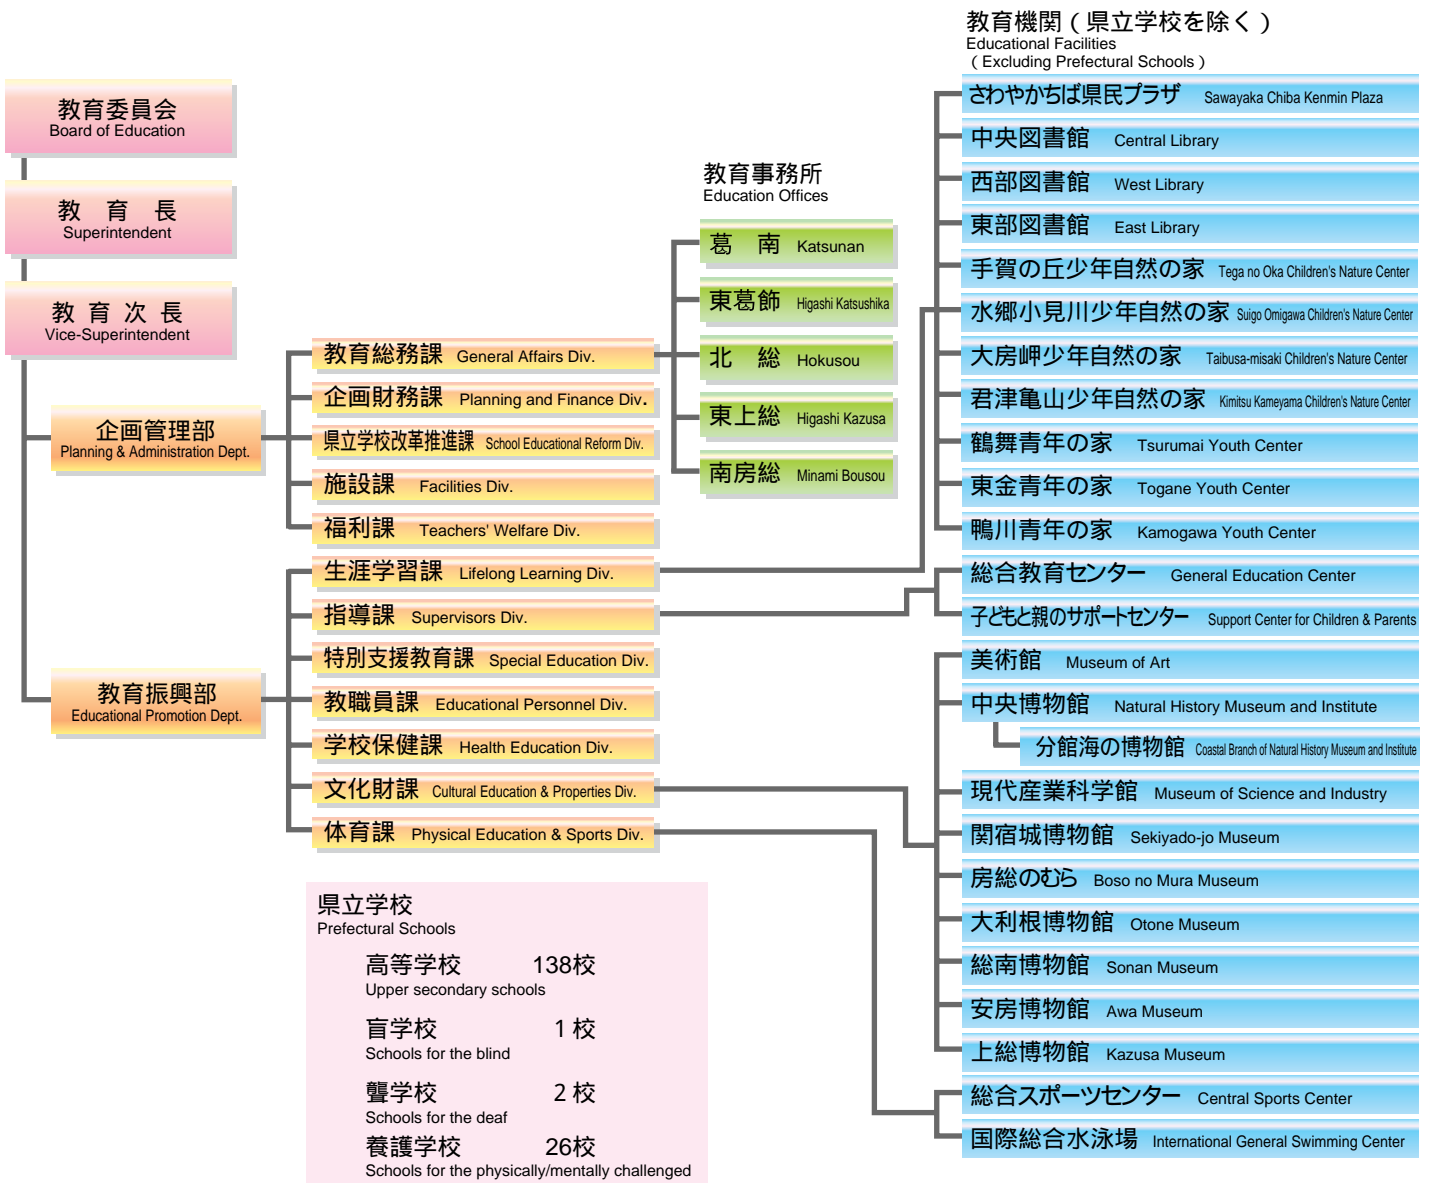 教育委員会
Board of Education
教 育 長
Superintendent
教 育 次 長
Vice-Superintendent
企画管理部
Planning & Administration Dept.
教育振興部
Educational Promotion Dept.
教育総務課 General Affairs Div.
企画財務課 Planning and Finance Div.
県立学校改革推進課 School Educational Reform Div.
施設課 Facilities Div.
福利課 Teachers' Welfare Div.
生涯学習課 Lifelong Learning Div.
指導課 Supervisors Div.
特別支援教育課 Special Education Div.
教職員課 Educational Personnel Div.
学校保健課 Health Education Div.
文化財課 Cultural Education & Properties Div.
体育課 Physical Education & Sports Div.
教育事務所
Education Offices
葛 南 Katsunan
東葛飾 Higashi Katsushika
北 総 Hokusou
東上総 Higashi Kazusa
南房総 Minami Bousou
教育機関（県立学校を除く）
Educational Facilities
（Excluding Prefectural Schools）
さわやかちば県民プラザ Sawayaka Chiba Kenmin Plaza
中央図書館 Central Library
西部図書館 West Library
東部図書館 East Library
手賀の丘少年自然の家 Tega no Oka Children's Nature Center
水郷小見川少年自然の家 Suigo Omigawa Children's Nature Center
大房岬少年自然の家 Taibusa-misaki Children's Nature Center
君津亀山少年自然の家 Kimitsu Kameyama Children's Nature Center
鶴舞青年の家 Tsurumai Youth Center
東金青年の家 Togane Youth Center
鴨川青年の家 Kamogawa Youth Center
総合教育センター General Education Center
子どもと親のサポートセンター Support Center for Children & Parents
美術館 Museum of Art
中央博物館 Natural History Museum and Institute
分館海の博物館 Coastal Branch of Natural History Museum and Institute
現代産業科学館 Museum of Science and Industry
関宿城博物館 Sekiyado-jo Museum
房総のむら Boso no Mura Museum
大利根博物館 Otone Museum
総南博物館 Sonan Museum
安房博物館 Awa Museum
上総博物館 Kazusa Museum
総合スポーツセンター Central Sports Center
国際総合水泳場 International General Swimming Center
県立学校
Prefectural Schools
高等学校 138校
Upper secondary schools
盲学校 1 校
Schools for the blind
聾学校 2 校
Schools for the deaf
養護学校 26校
Schools for the physically/mentally challenged